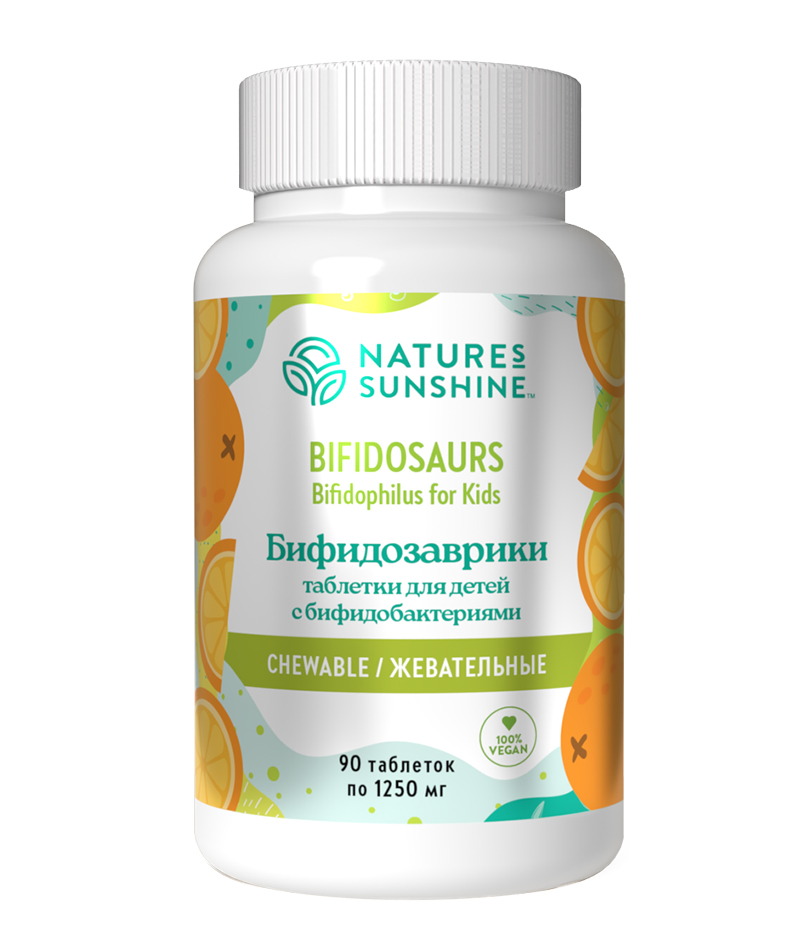 NATURES
SUNSHINE™
BIFIDOSAURS
Bifidophilus for Kids
Бифидозаврики
таблетки для детей
с бифидобактериями
CHEWABLE / ЖЕВАТЕЛЬНЫЕ
100%
VEGAN
90 таблеток
по 1250 мг